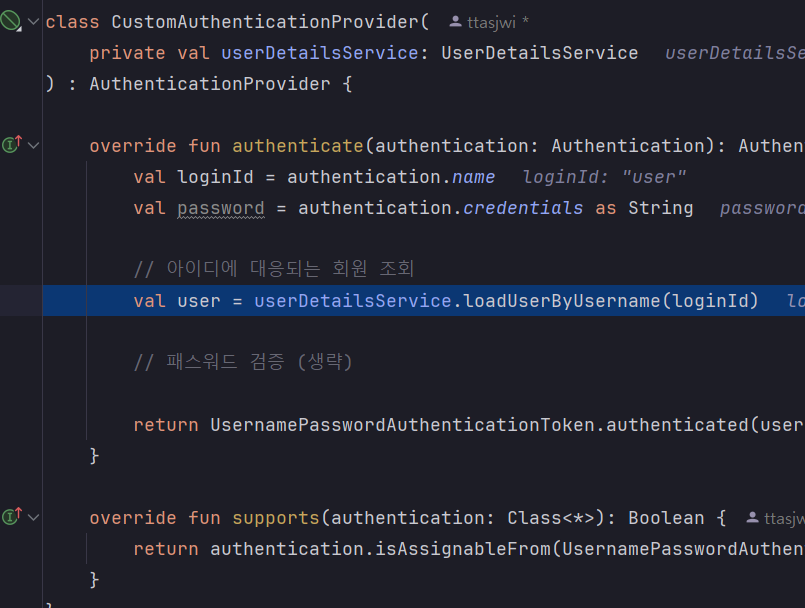 class CustomAuthenticationProvider( ttasjwi *
private val userDetailsService: UserDetailsService userDetailsSe
) : AuthenticationProvider {
override fun authenticate(authentication: Authentication): Authen
val loginId = authentication.name loginId: "user"
val password = authentication.credentials as String password
// 아이디에 대응되는 회원 조회
val user = userDetailsService.loadUserByUsername(loginId) lo
// 패스워드 검증 (생략)
return UsernamePasswordAuthenticationToken.authenticated(user
}
override fun supports(authentication: Class<*>): Boolean { ttasjw
return authentication.isAssignableFrom(UsernamePasswordAuthen
}
}